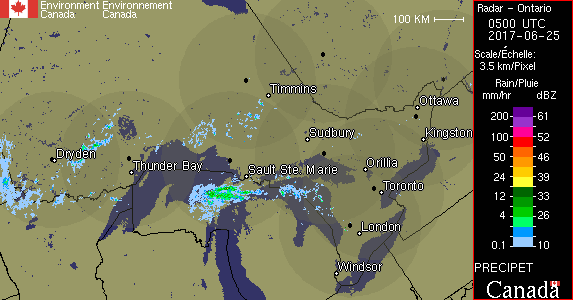 Environment Environnement
Canada Canada
100 KM
Timmins
Ottawa
Sudbury
Kingston
Dryden
Thunder Bay
Sault Ste. Marie
Orillia
Toronto
London
Windsor
Radar - Ontario
0500 UTC
2017-06-25
Scale/Échelle:
3.5 km/Pixel
Rain/Pluie
mm/hr dBZ
200 61
100 52
50 46
24 39
12 33
4 26
0.1 10
PRECIPET
Canada